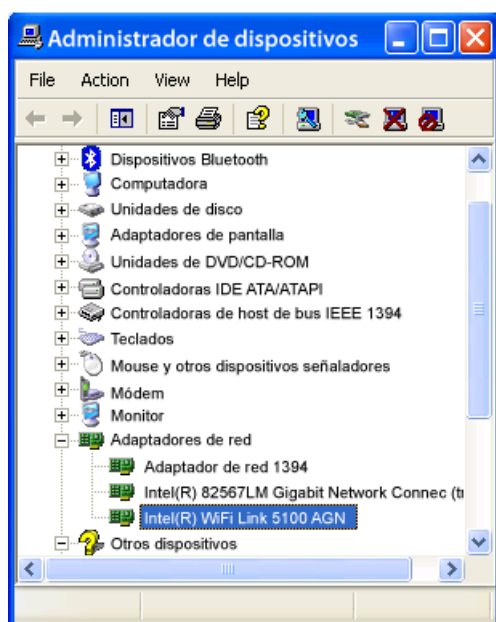 Administrador de dispositivos
File Action View Help
Dispositivos Bluetooth
Computadora
Unidades de disco
Adaptadores de pantalla
Unidades de DVD/CD-ROM
Controladoras IDE ATA/ATAPI
Controladoras de host de bus IEEE 1394
Teclados
Mouse y otros dispositivos señaladores
Módem
Monitor
Adaptadores de red
Adaptador de red 1394
Intel(R) 82567LM Gigabit Network Connec (tr
Intel(R) WiFi Link 5100 AGN
Otros dispositivos